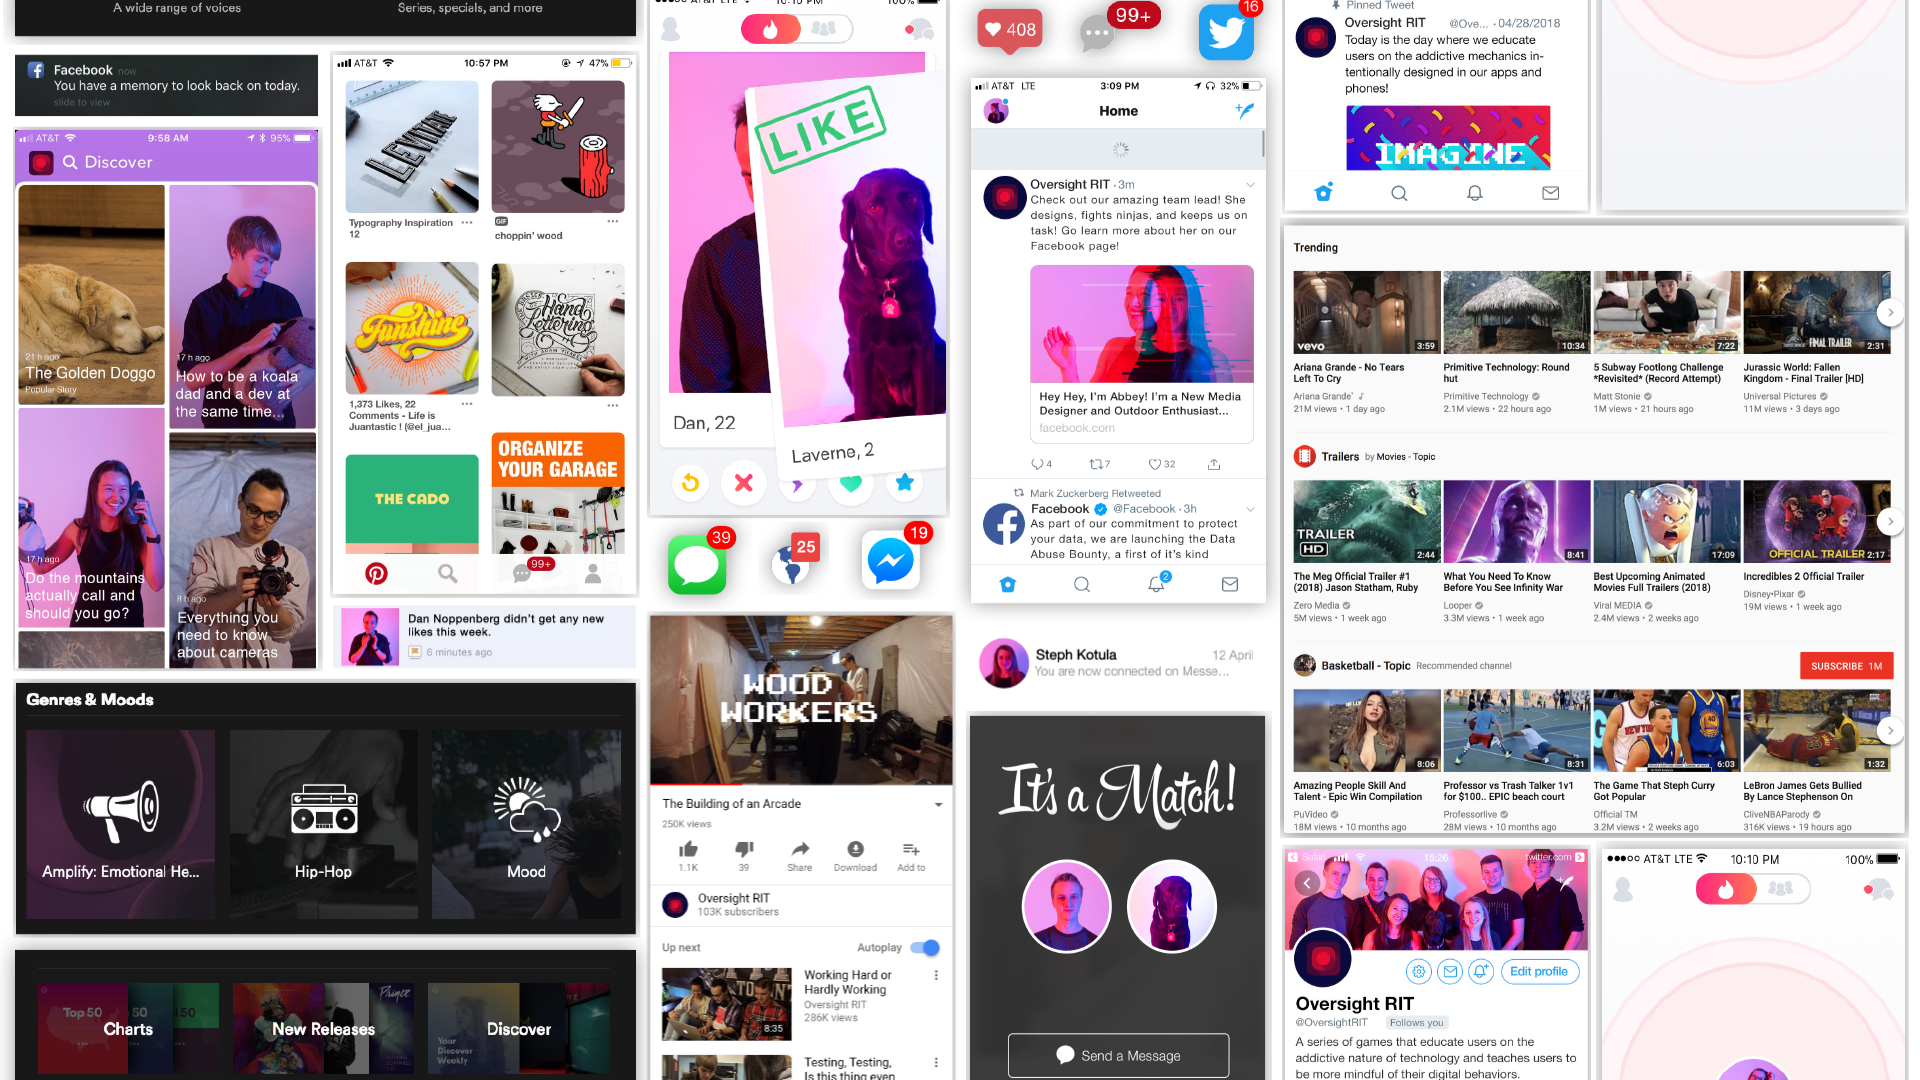 A wide range of voices
Series, specials, and more
Facebook now
You have a memory to look back on today.
slide to view
AT&T
9:58 AM
95%
Discover
21 h ago
The Golden Doggo
Popular Story
17 h ago
How to be a koala
dad and a dev at
the same time...
17 h ago
Do the mountains
actually call and
should you go?
8 h ago
Everything you
need to know
about cameras
AT&T
10:57 PM
47%
LEVITATE
Typography Inspiration
12
GIF
choppin' wood
Funshine
Hand
Lettering
1,373 Likes, 22
Comments - Life is
Juantastic ! (@el_jua...
THE CADO
ORGANIZE
YOUR GARAGE
99+
Dan Noppenberg didn't get any new
likes this week.
6 minutes ago
Genres & Moods
Amplify: Emotional He...
Hip-Hop
Mood
Top 50
50
50
Charts
New Releases
Prince
Your
Discover
Weekly
Discover
AT&T LTE
10:10 PM
100%
LIKE
Dan, 22
Laverne, 2
39
25
19
WOOD
WORKERS
The Building of an Arcade
250K views
1.1K
39
Share
Download
Add to
Oversight RIT
103K subscribers
Up next
Autoplay
Working Hard or
Hardly Working
Oversight RIT
286K views
8:35
Testing, Testing,
Is this thing even
408
99+
16
AT&T LTE
3:09 PM
32%
Home
Oversight RIT · 3m
Check out our amazing team lead! She
designs, fights ninjas, and keeps us on
task! Go learn more about her on our
Facebook page!
Hey Hey, I'm Abbey! I'm a New Media
Designer and Outdoor Enthusiast...
facebook.com
4
7
32
Mark Zuckerberg Retweeted
Facebook @Facebook · 3h
As part of our commitment to protect
your data, we are launching the Data
Abuse Bounty, a first of it's kind
2
Steph Kotula
12 April
You are now connected on Messe...
It's a Match!
Send a Message
Pinned Tweet
Oversight RIT @Ove... · 04/28/2018
Today is the day where we educate
users on the addictive mechanics in-
tentionally designed in our apps and
phones!
IMAGINE
Trending
vevo
3:59
10:34
7:22
FINAL TRAILER
2:31
Ariana Grande - No Tears
Left To Cry
Ariana Grande
21M views • 1 day ago
Primitive Technology: Round
hut
Primitive Technology
2.1M views • 22 hours ago
5 Subway Footlong Challenge
*Revisited* (Record Attempt)
Matt Stonie
1M views • 21 hours ago
Jurassic World: Fallen
Kingdom - Final Trailer [HD]
Universal Pictures
11M views • 3 days ago
Trailers by Movies - Topic
TRAILER
HD
2:44
8:41
17:09
OFFICIAL TRAILER
2:17
The Meg Official Trailer #1
(2018) Jason Statham, Ruby
Zero Media
5M views • 1 week ago
What You Need To Know
Before You See Infinity War
Looper
3.3M views • 1 week ago
Best Upcoming Animated
Movies Full Trailers (2018)
Viral MEDIA
2.4M views • 2 weeks ago
Incredibles 2 Official Trailer
Disney•Pixar
19M views • 1 week ago
Basketball - Topic Recommended channel
SUBSCRIBE 1M
8:06
8:31
NEW YORK
40
6:03
1:32
Amazing People Skill And
Talent - Epic Win Compilation
PuVideo
18M views • 10 months ago
Professor vs Trash Talker 1v1
for $100.. EPIC beach court
Professorlive
28M views • 10 months ago
The Game That Steph Curry
Got Popular
Official TM
3.2M views • 2 weeks ago
LeBron James Gets Bullied
By Lance Stephenson On
CliveNBAParody
316K views • 19 hours ago
Safari
15:26
twitter.com
Edit profile
Oversight RIT
@OversightRIT
Follows you
A series of games that educate users on the
addictive nature of technology and teaches users to
be more mindful of their digital behaviors.
AT&T LTE
10:10 PM
100%